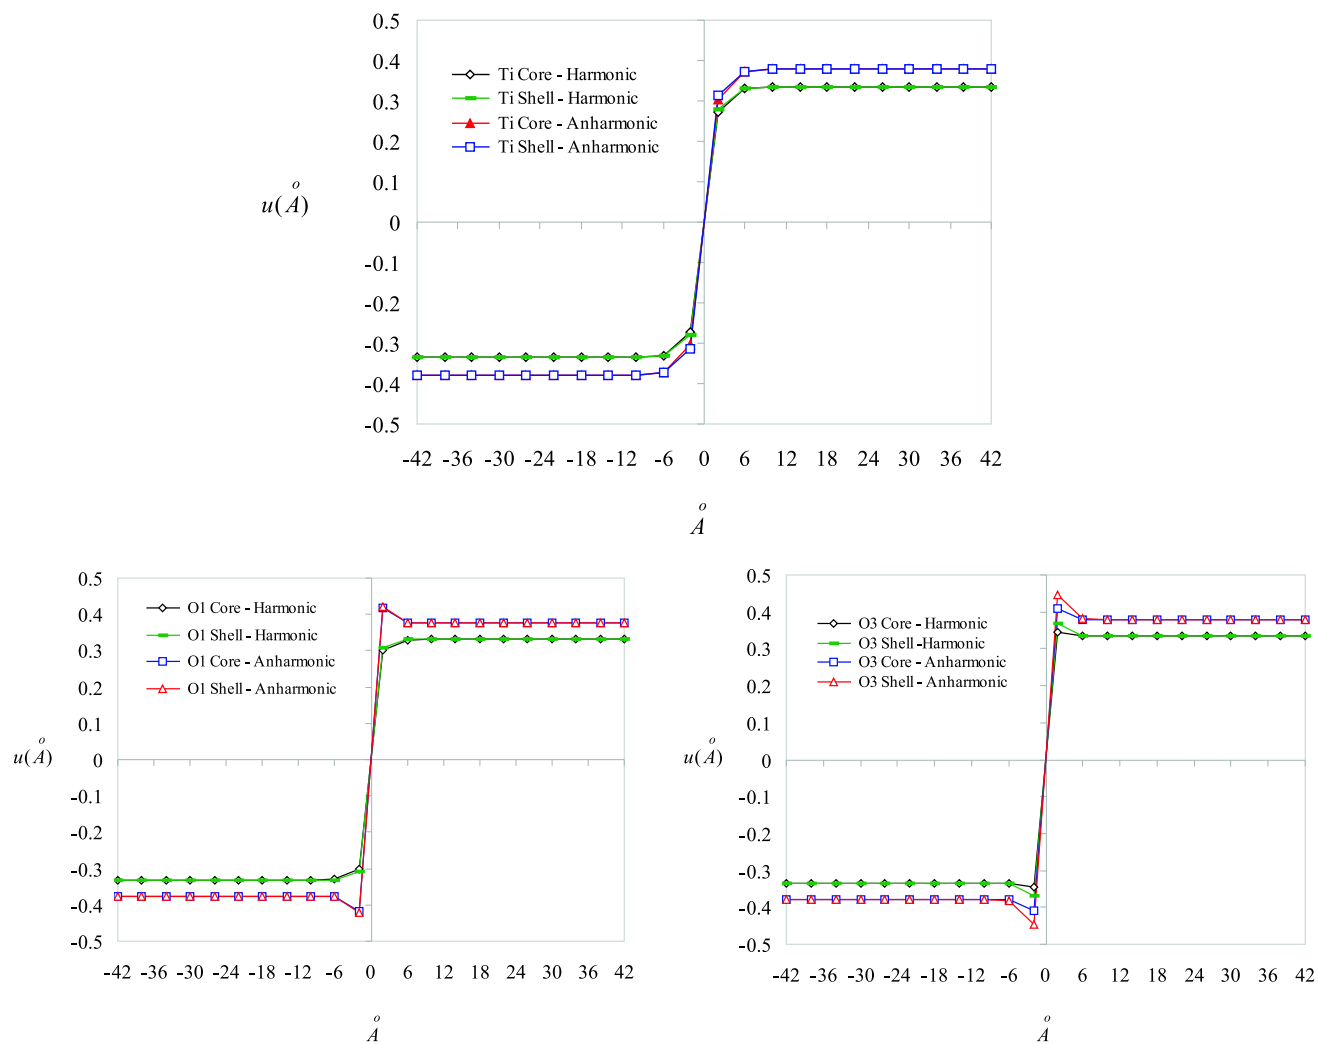 0.5
0.4
0.3
0.2
0.1
0
-0.1
0.2
-0.3
-0.4
-0.5
Ti Core - Harmonic
Ti Shell - Harmonic
Ti Core - Anharmonic
Ti Shell - Anharmonic
u(Å)
-42 -36 -30 -24 -18 -12 -6 0 6 12 18 24 30 36 42
Å
0.5
0.4
0.3
0.2
0.1
0
-0.1
-0.2
-0.3
-0.4
-0.5
O1 Core - Harmonic
O1 Shell - Harmonic
O1 Core - Anharmonic
O1 Shell - Anharmonic
u(Å)
-42 -36 -30 -24 -18 -12 -6 0 6 12 18 24 30 36 42
Å
0.5
0.4
0.3
0.2
0.1
0
-0.1
-0.2
-0.3
-0.4
-0.5
O3 Core - Harmonic
O3 Shell -Harmonic
O3 Core - Anharmonic
O3 Shell - Anharmonic
u(Å)
-42 -36 -30 -24 -18 -12 -6 0 6 12 18 24 30 36 42
Å